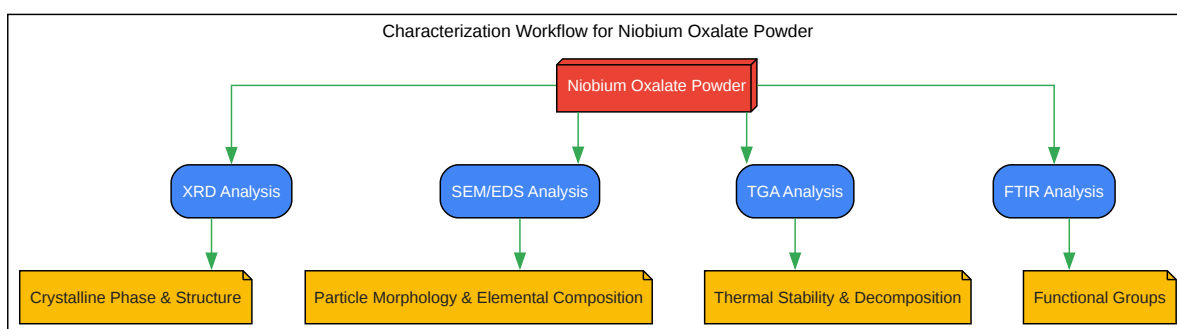 Characterization Workflow for Niobium Oxalate Powder
Niobium Oxalate Powder
XRD Analysis
SEM/EDS Analysis
TGA Analysis
FTIR Analysis
Crystalline Phase & Structure
Particle Morphology & Elemental Composition
Thermal Stability & Decomposition
Functional Groups